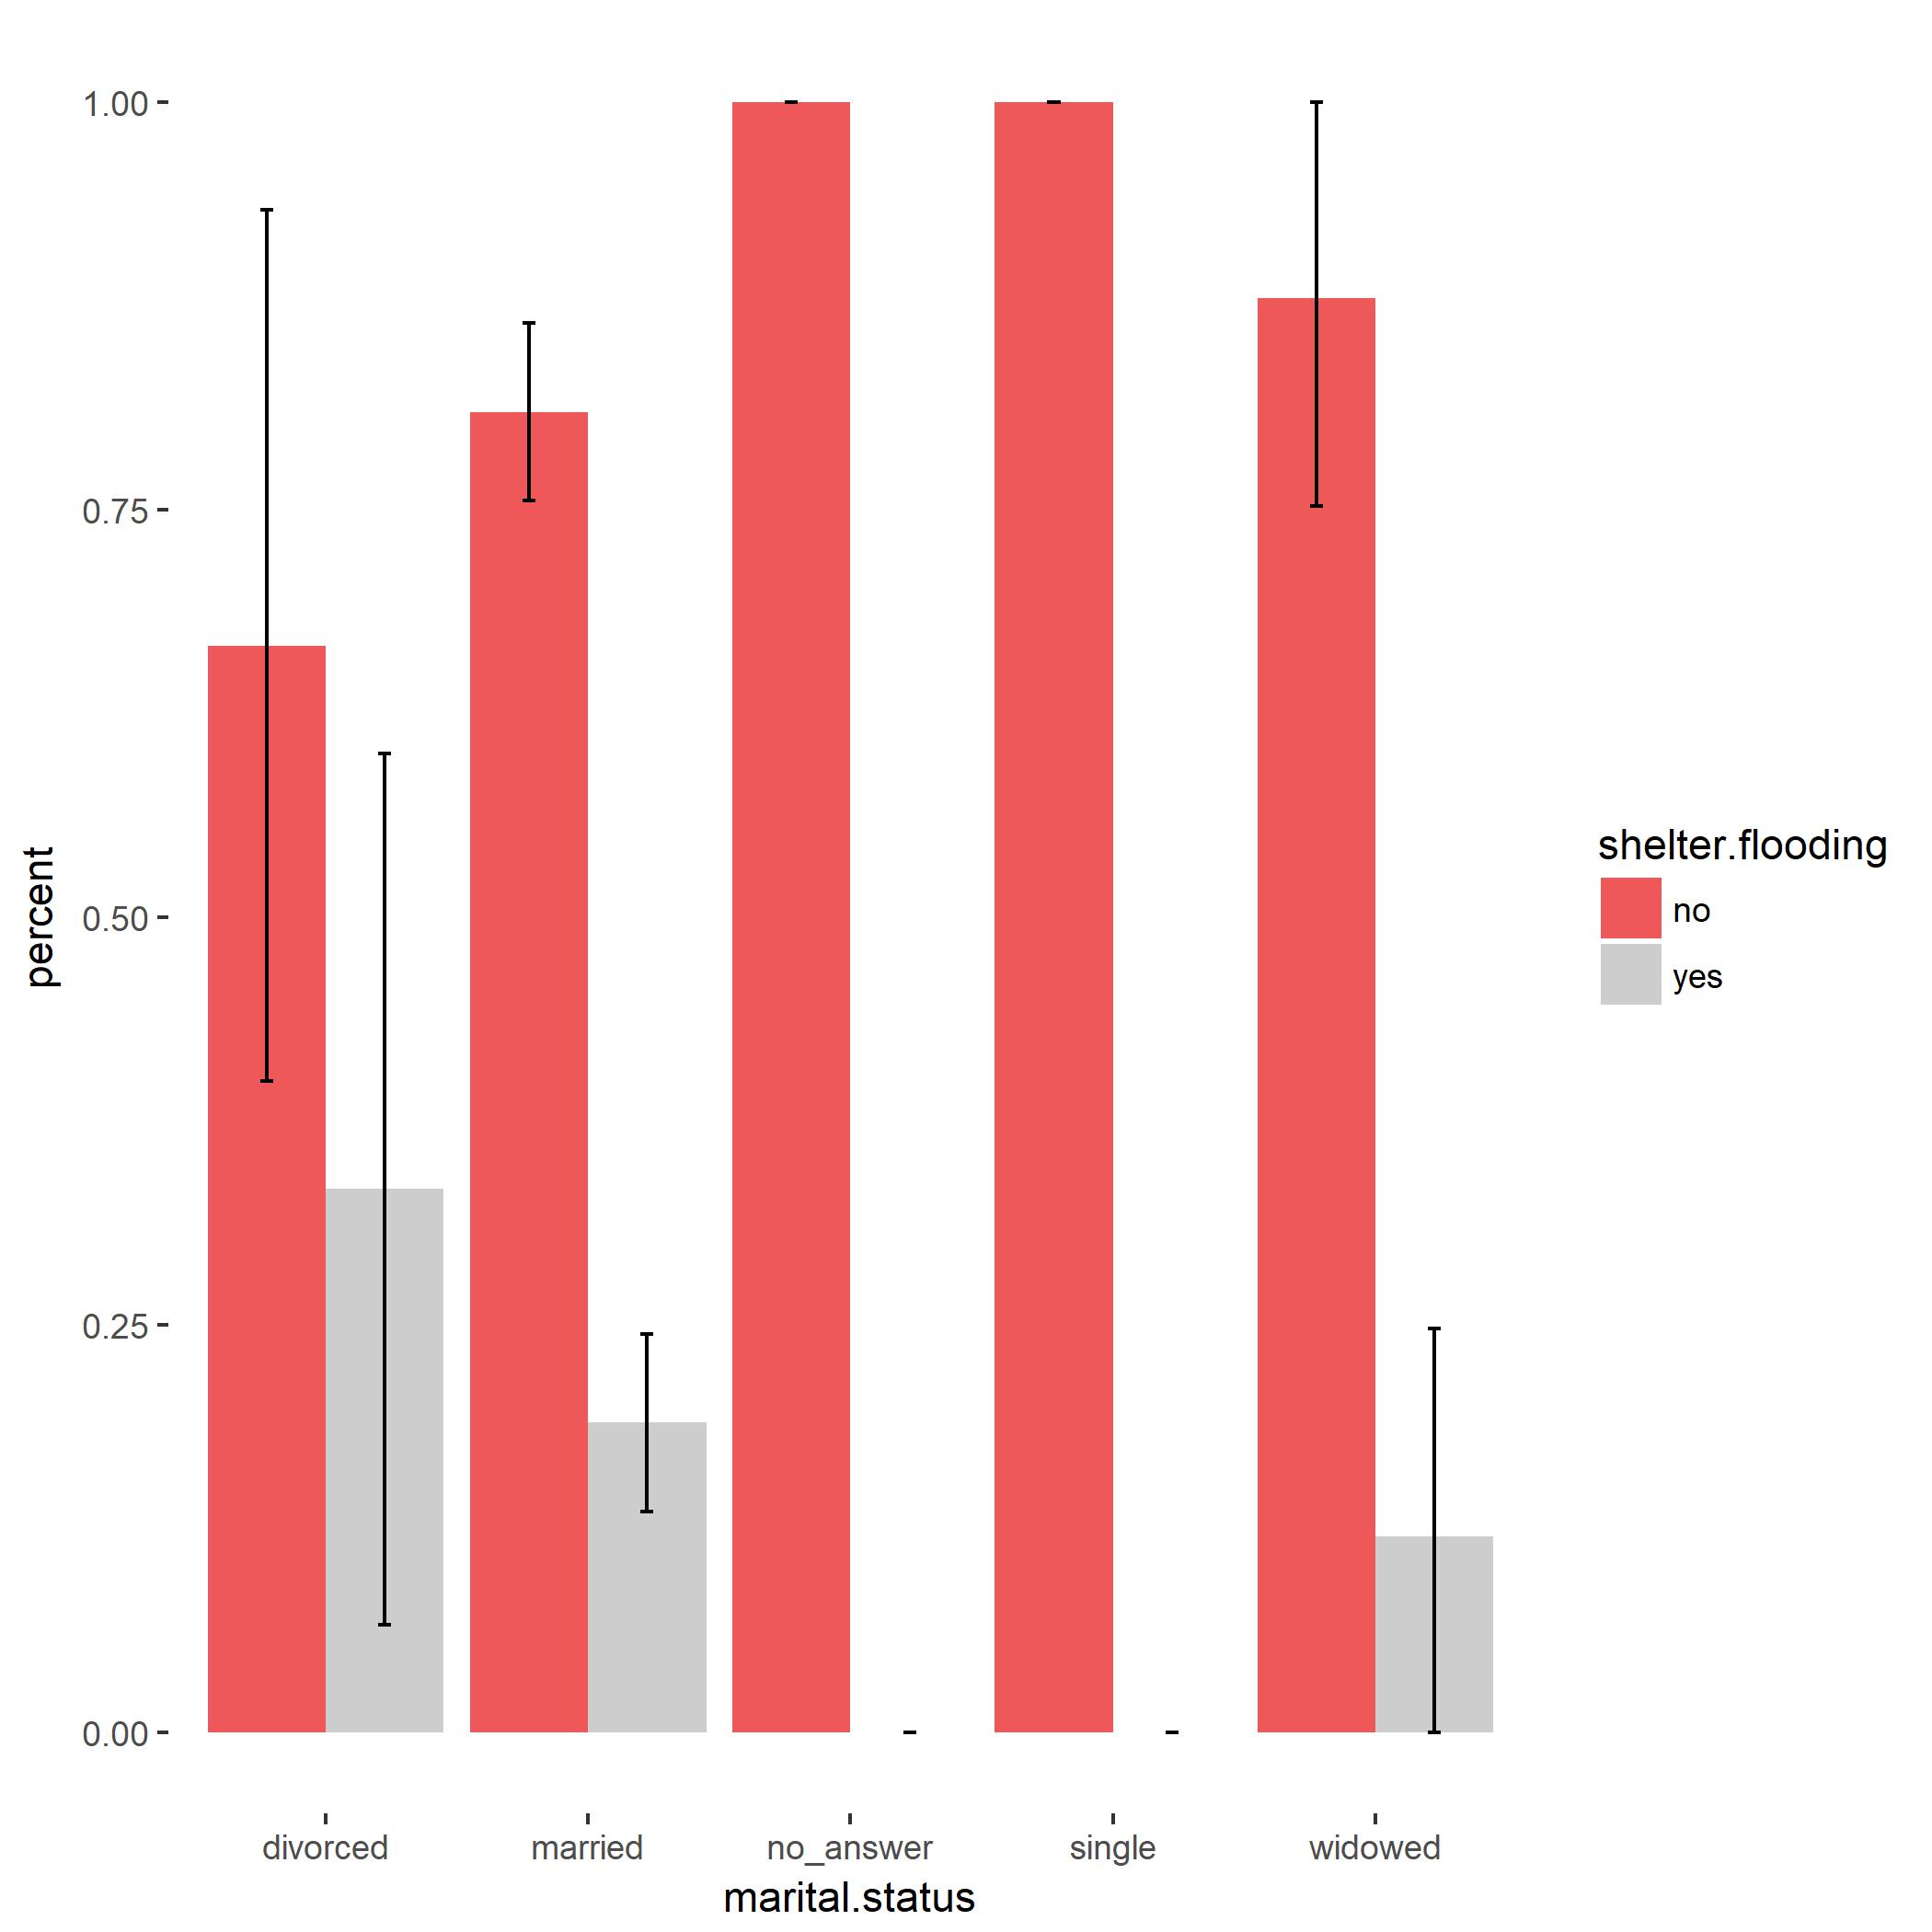 1.00
0.75
0.50
0.25
0.00
percent
divorced married no_answer single widowed
marital.status
shelter.flooding
no
yes